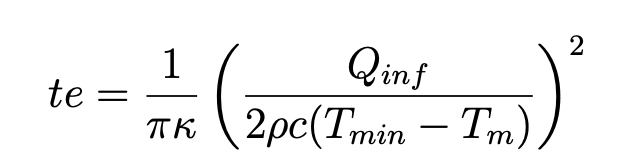 te = \frac{1}{\pi\kappa} \left( \frac{Q_{inf}}{2\rho c(T_{min} - T_m)} \right)^2